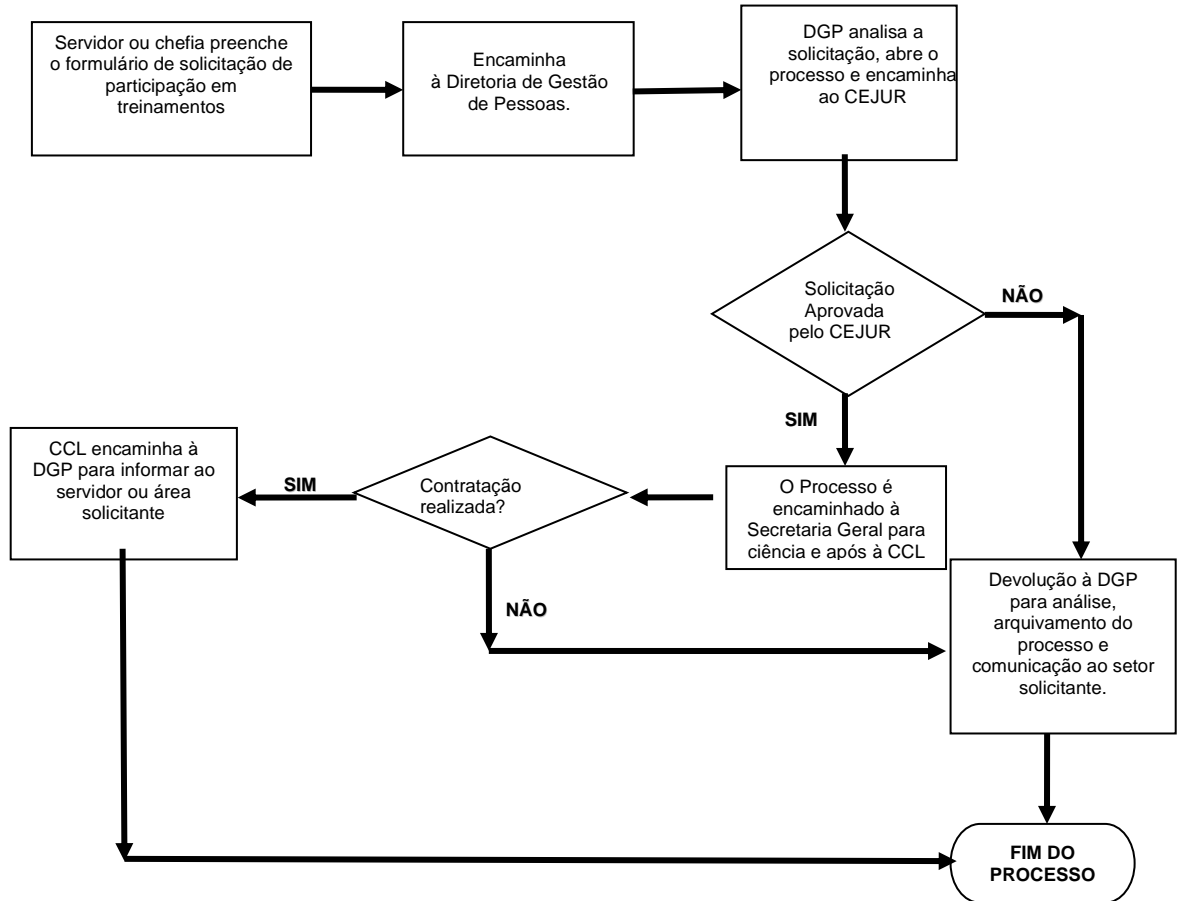 Servidor ou chefia preenche
o formulário de solicitação de
participação em
treinamentos
Encaminha
à Diretoria de Gestão
de Pessoas.
DGP analisa a
solicitação, abre o
processo e encaminha
ao CEJUR
Solicitação
Aprovada
pelo CEJUR
NÃO
SIM
O Processo é
encaminhado à
Secretaria Geral para
ciência e após à CCL
Contratação
realizada?
SIM
NÃO
CCL encaminha à
DGP para informar ao
servidor ou área
solicitante
Devolução à DGP
para análise,
arquivamento do
processo e
comunicação ao setor
solicitante.
FIM DO
PROCESSO